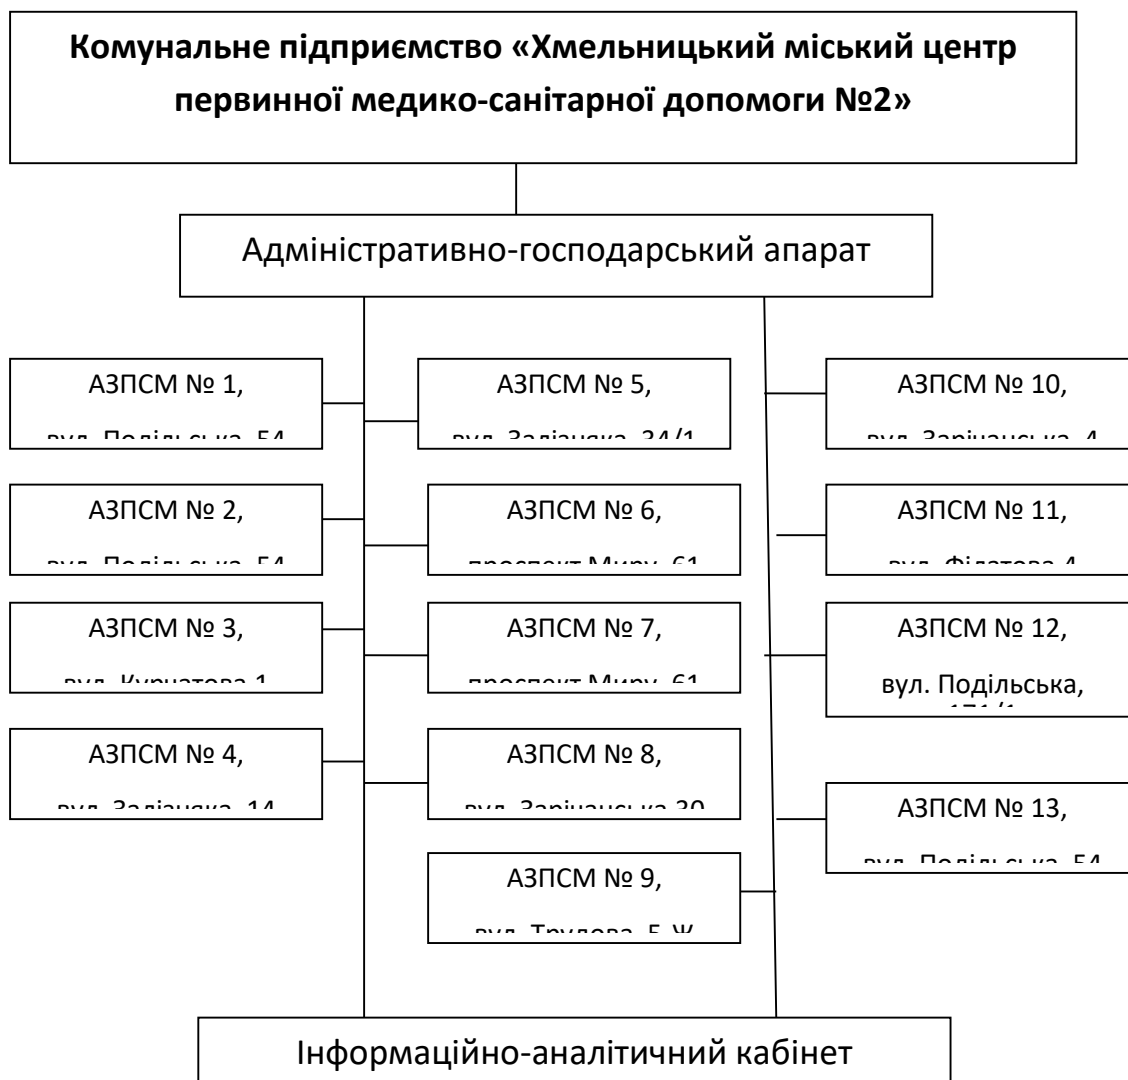 Комунальне підприємство «Хмельницький міський центр
первинної медико-санітарної допомоги №2»
Адміністративно-господарський апарат
АЗПСМ № 1,
вул. Подільська, 54
АЗПСМ № 2,
вул. Подільська, 54
АЗПСМ № 3,
вул. Курчатова 1
АЗПСМ № 4,
вул. Залізняка, 14
АЗПСМ № 5,
вул. Залізняка, 34/1
АЗПСМ № 6,
проспект Миру, 61
АЗПСМ № 7,
проспект Миру, 61
АЗПСМ № 8,
вул. Зарічанська 30
АЗПСМ № 9,
вул. Трудова, 5 Ж
АЗПСМ № 10,
вул. Зарічанська, 4
АЗПСМ № 11,
вул. Філатова 4
АЗПСМ № 12,
вул. Подільська,
171/1
АЗПСМ № 13,
вул. Подільська, 54
Інформаційно-аналітичний кабінет